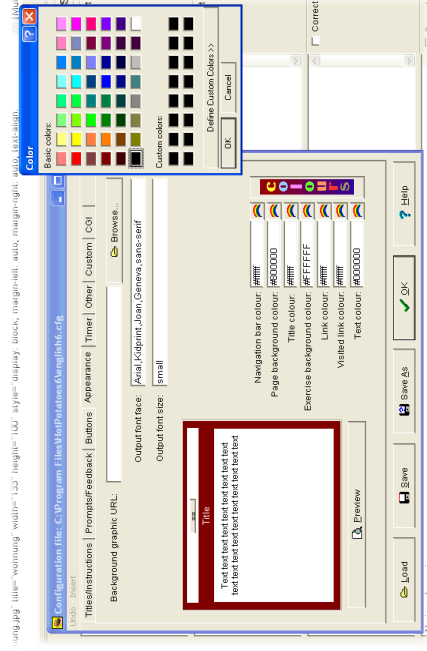 Configuration file: C:\Program Files\HotPotatoes6\english6.cfg
Undo Insert
Titles/Instructions Prompts/Feedback Buttons Appearance Timer Other Custom CGI
Background graphic URL:
Browse...
Output font face: Arial,Kidprint,Joan,Geneva,sans-serif
Output font size: small
Title
Text text text text text text text text
text text text text text text text text
Preview
Navigation bar colour: #ffffff
Page background colour: #800000
Title colour: #ffffff
Exercise background colour: #FFFFFF
Link colour: #ffffff
Visited link colour: #ffffff
Text colour: #000000
Colours
Load
Save
Save As
OK
Help
Color
Basic colors:
Custom colors:
Define Custom Colors >>
OK
Cancel
Correct